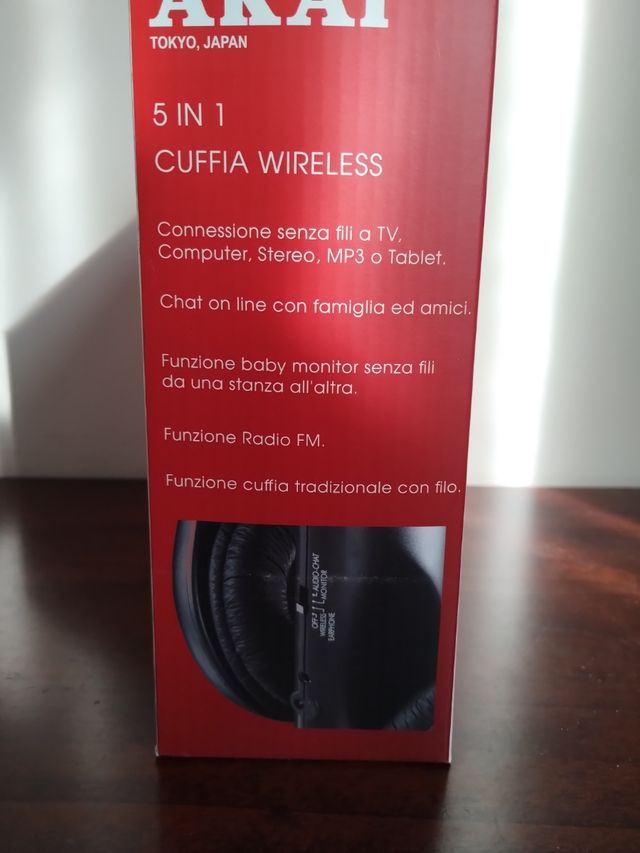 AKAI
TOKYO, JAPAN
5 IN 1
CUFFIA WIRELESS
Connessione senza fili a TV,
Computer, Stereo, MP3 o Tablet.
Chat on line con famiglia ed amici.
Funzione baby monitor senza fili
da una stanza all'altra.
Funzione Radio FM.
Funzione cuffia tradizionale con filo.
OFF
WIRELESS
EARPHONE
AUDIO-CHAT
MONITOR